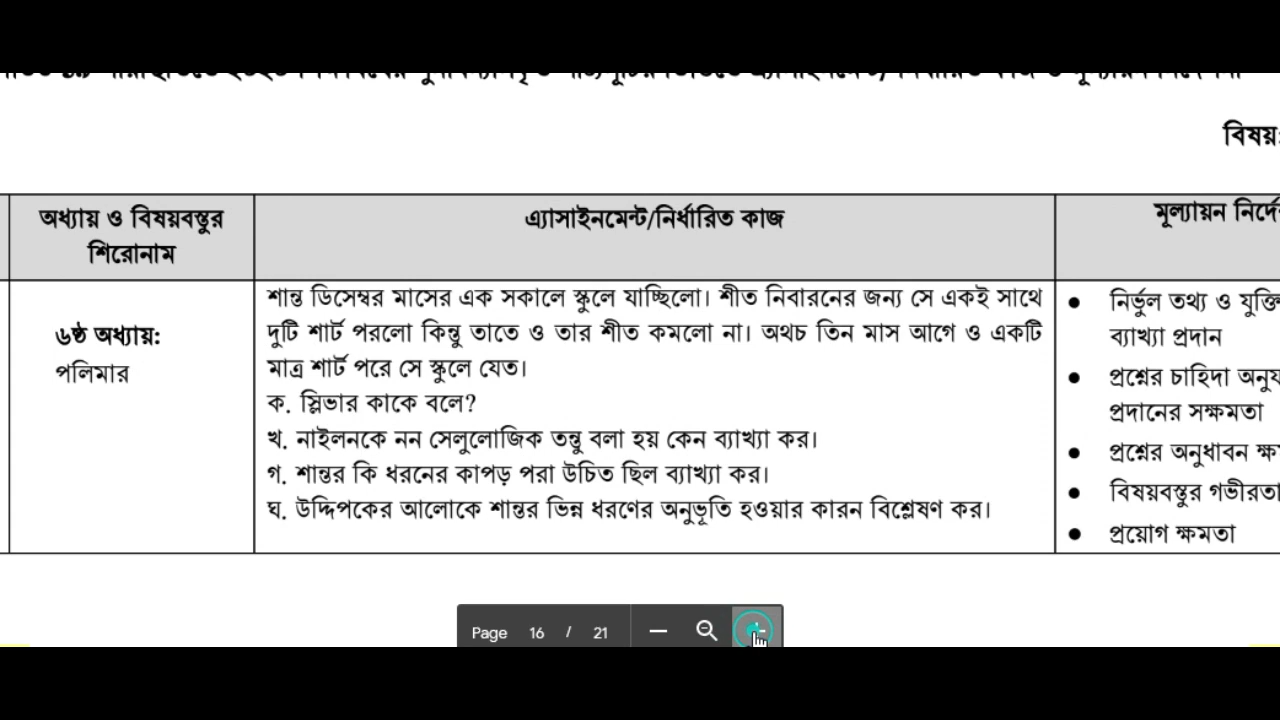 বিষয়:
অধ্যায় ও বিষয়বস্তুর
শিরোনাম
এ্যাসাইনমেন্ট/নির্ধারিত কাজ
মূল্যায়ন
৬ষ্ঠ অধ্যায়:
পলিমার
শান্ত ডিসেম্বর মাসের এক সকালে স্কুলে যাচ্ছিলো। শীত নিবারনের জন্য সে একই সাথে
দুটি শার্ট পরলো কিন্তু তাতে ও তার শীত কমলো না। অথচ তিন মাস আগে ও একটি
মাত্র শার্ট পরে সে স্কুলে যেত।
ক. স্লিভার কাকে বলে?
খ. নাইলনকে নন সেলুলোজিক তন্তু বলা হয় কেন ব্যাখ্যা কর।
গ. শান্তর কি ধরনের কাপড় পরা উচিত ছিল ব্যাখ্যা কর।
ঘ. উদ্দিপকের আলোকে শান্তর ভিন্ন ধরণের অনুভূতি হওয়ার কারন বিশ্লেষণ কর।
● নির্ভুল তথ্য ও
ব্যাখ্যা প্রদান
● প্রশ্নের চাহিদা
প্রদানের সক্ষমতা
● প্রশ্নের অনুধাবন
● বিষয়বস্তুর গভীরতা
● প্রয়োগ ক্ষমতা
Page 16 / 21